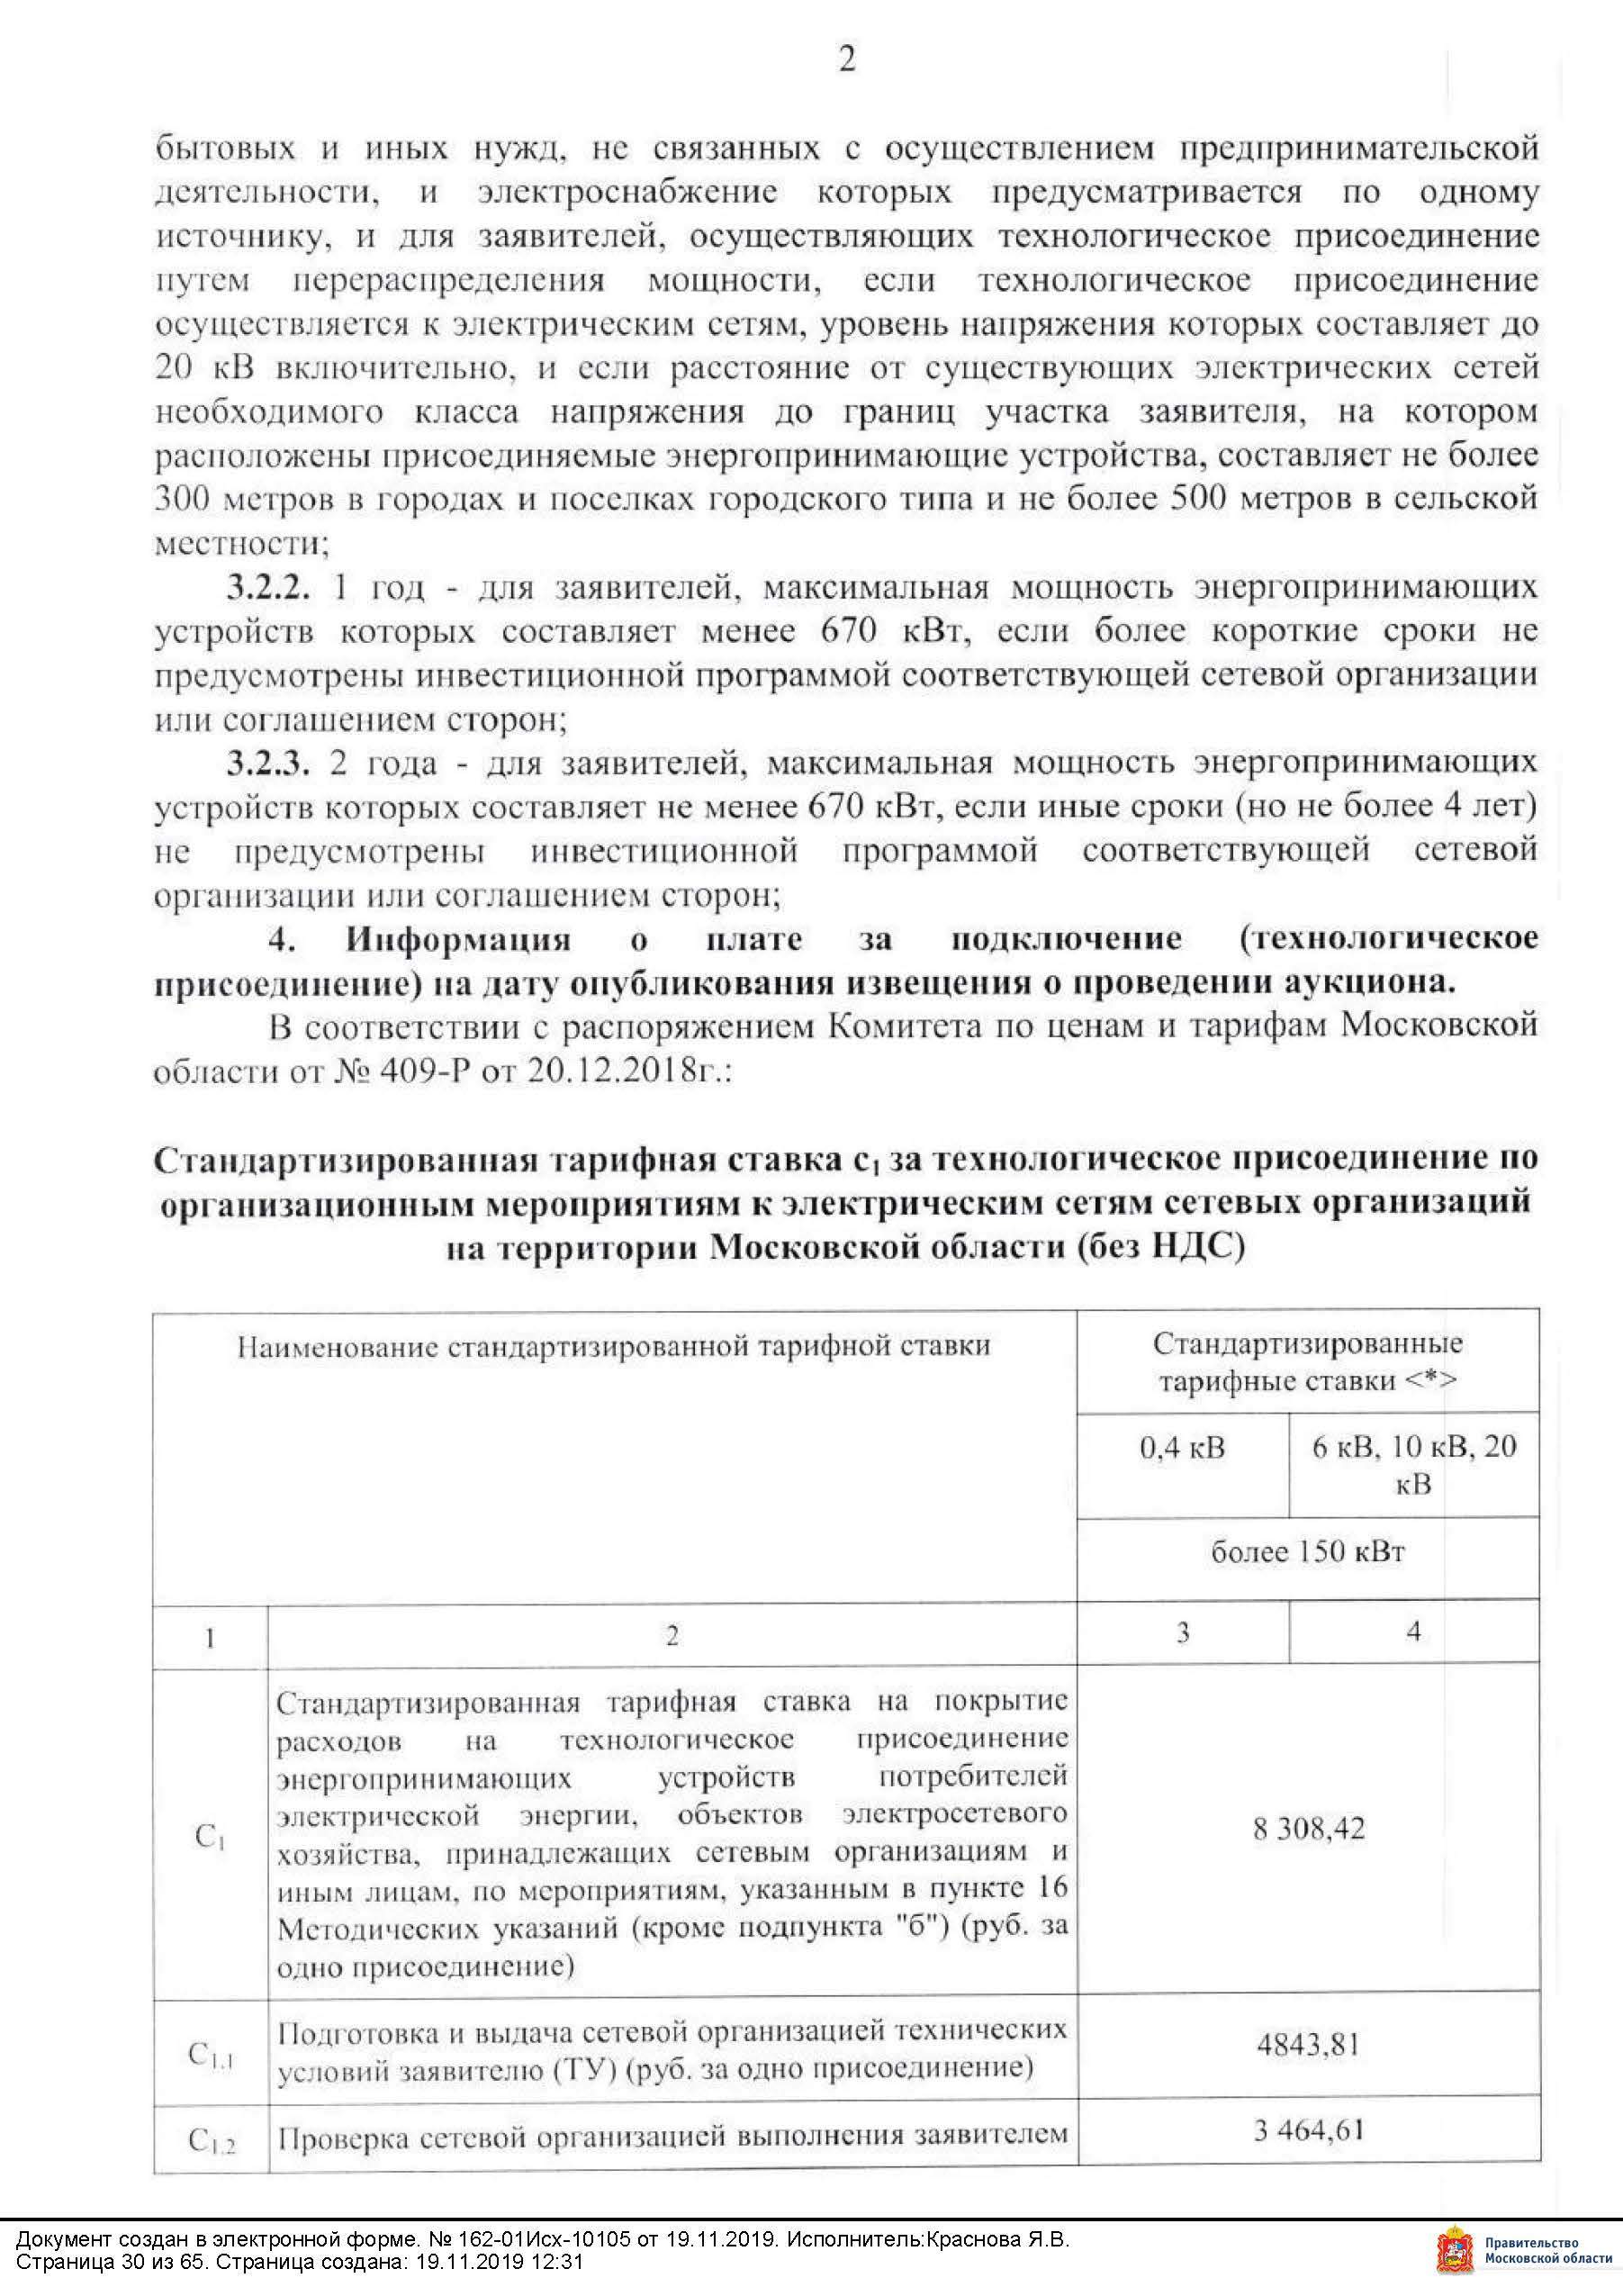 2
бытовых и иных нужд, не связанных с осуществлением предпринимательской
деятельности, и электроснабжение которых предусматривается по одному
источнику, и для заявителей, осуществляющих технологическое присоединение
путем перераспределения мощности, если технологическое присоединение
осуществляется к электрическим сетям, уровень напряжения которых составляет до
20 кВ включительно, и если расстояние от существующих электрических сетей
необходимого класса напряжения до границ участка заявителя, на котором
расположены присоединяемые энергопринимающие устройства, составляет не более
300 метров в городах и поселках городского типа и не более 500 метров в сельской
местности;
3.2.2. 1 год - для заявителей, максимальная мощность энергопринимающих
устройств которых составляет менее 670 кВт, если более короткие сроки не
предусмотрены инвестиционной программой соответствующей сетевой организации
или соглашением сторон;
3.2.3. 2 года - для заявителей, максимальная мощность энергопринимающих
устройств которых составляет не менее 670 кВт, если иные сроки (но не более 4 лет)
не предусмотрены инвестиционной программой соответствующей сетевой
организации или соглашением сторон;
4. Информация о плате за подключение (технологическое
присоединение) на дату опубликования извещения о проведении аукциона.
В соответствии с распоряжением Комитета по ценам и тарифам Московской
области от № 409-Р от 20.12.2018г.:
Стандартизированная тарифная ставка с₁ за технологическое присоединение по
организационным мероприятиям к электрическим сетям сетевых организаций
на территории Московской области (без НДС)
Наименование стандартизированной тарифной ставки
Стандартизированные
тарифные ставки <*>
0,4 кВ
6 кВ, 10 кВ, 20
кВ
более 150 кВт
1 2 3 4
С₁
Стандартизированная тарифная ставка на покрытие
расходов на технологическое присоединение
энергопринимающих устройств потребителей
электрической энергии, объектов электросетевого
хозяйства, принадлежащих сетевым организациям и
иным лицам, по мероприятиям, указанным в пункте 16
Методических указаний (кроме подпункта "б") (руб. за
одно присоединение)
8 308,42
С₁.₁
Подготовка и выдача сетевой организацией технических
условий заявителю (ТУ) (руб. за одно присоединение)
4843,81
С₁.₂
Проверка сетевой организацией выполнения заявителем
3 464,61
Документ создан в электронной форме. № 162-01Исх-10105 от 19.11.2019. Исполнитель:Краснова Я.В.
Страница 30 из 65. Страница создана: 19.11.2019 12:31
Правительство
Московской области